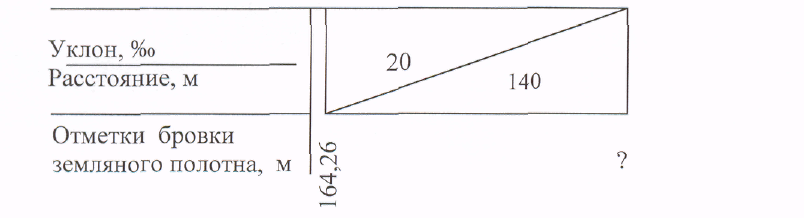 Уклон, ‰
Расстояние, м
20
140
Отметки бровки
земляного полотна, м
164,26
?